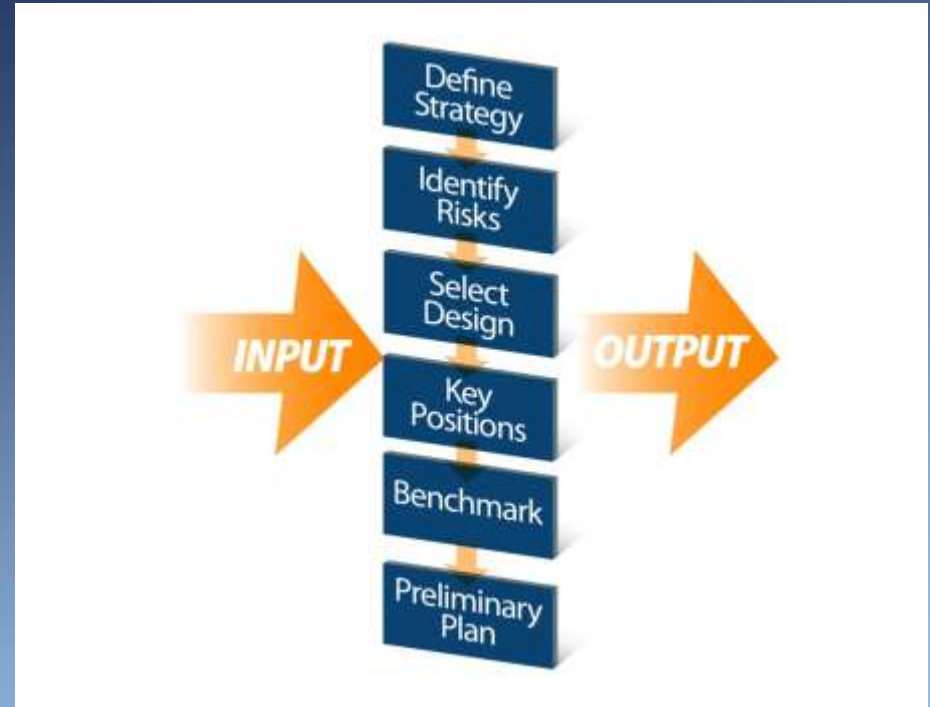 Define
Strategy
Identify
Risks
Select
Design
INPUT
OUTPUT
Key
Positions
Benchmark
Preliminary
Plan